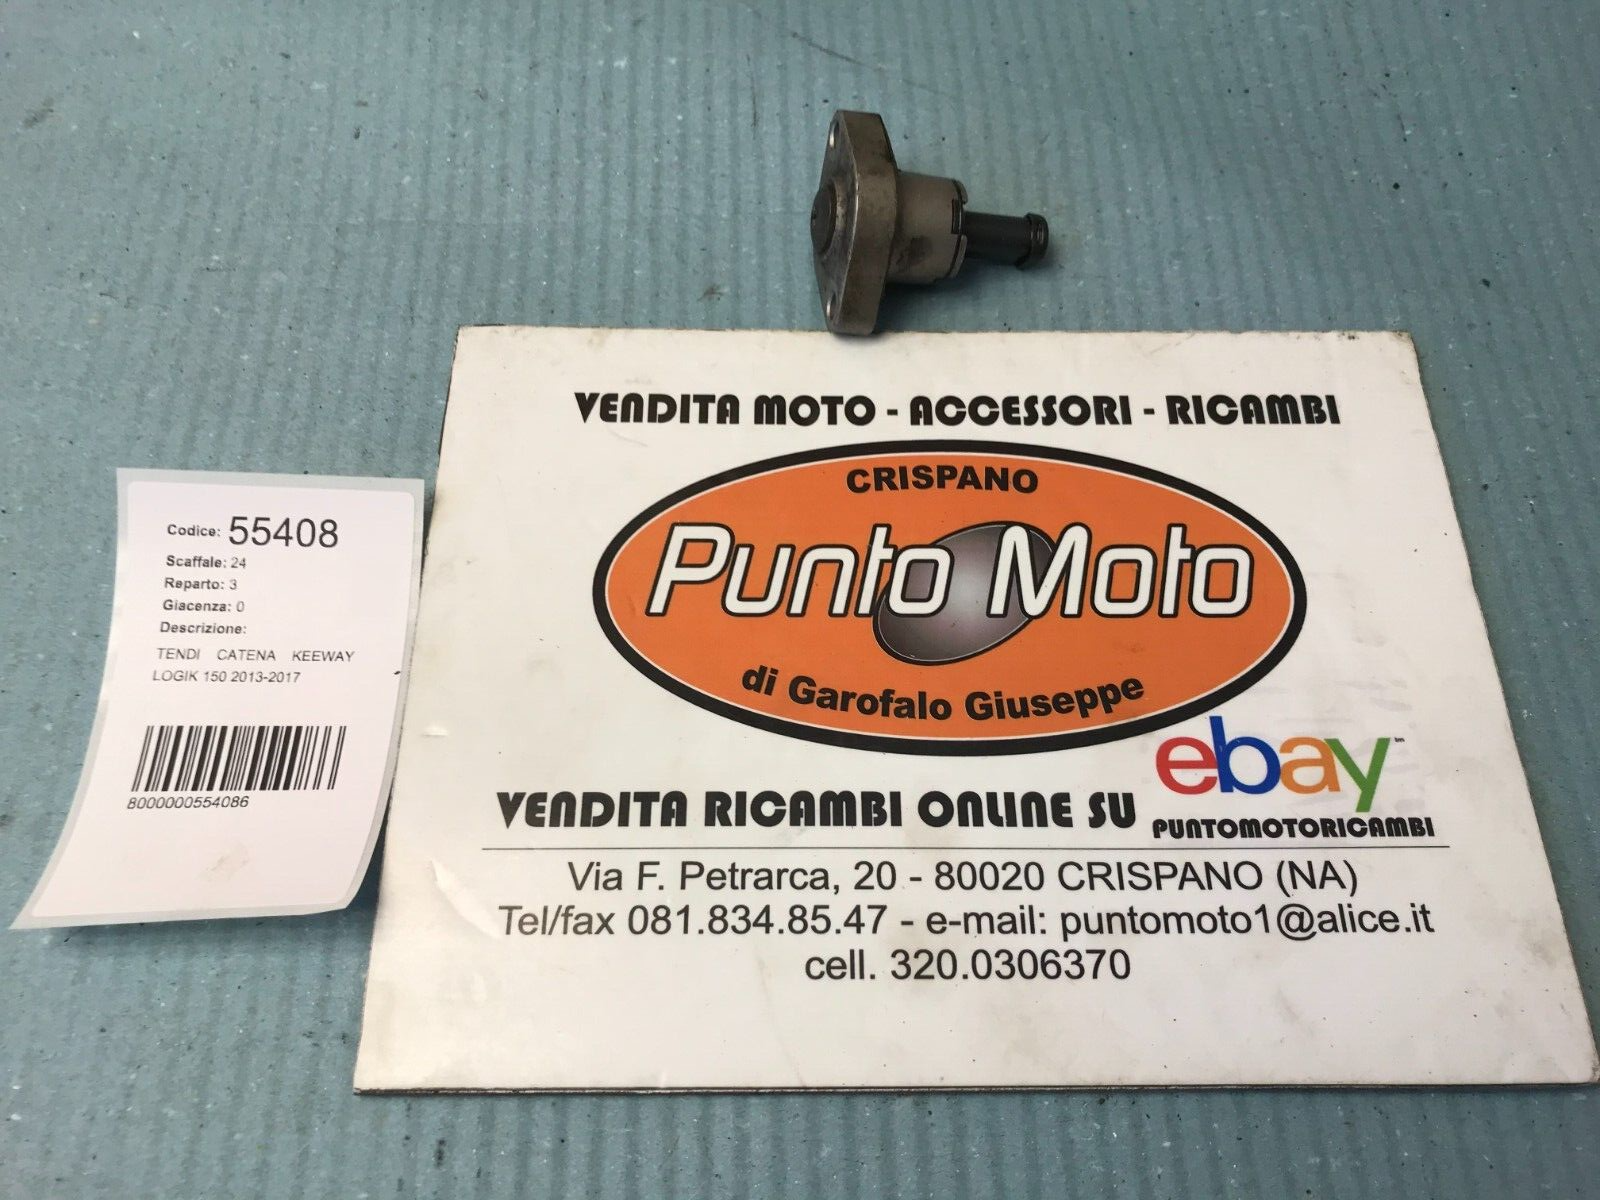 Codice: 55408
Scaffale: 24
Reparto: 3
Giacenza: 0
Descrizione:
TENDI CATENA KEEWAY
LOGIK 150 2013-2017
8000000554086
VENDITA MOTO - ACCESSORI - RICAMBI
CRISPANO
Punto Moto
di Garofalo Giuseppe
ebay
VENDITA RICAMBI ONLINE SU
PUNTOMOTORICAMBI
Via F. Petrarca, 20 - 80020 CRISPANO (NA)
Tel/fax 081.834.85.47 - e-mail: puntomoto1@alice.it
cell. 320.0306370